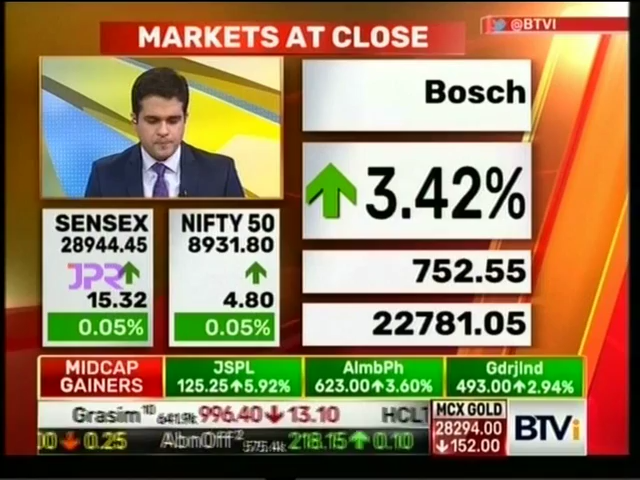 @BTVI
MARKETS AT CLOSE
Bosch
3.42%
752.55
22781.05
SENSEX
28944.45
JPR
15.32
0.05%
NIFTY 50
8931.80
4.80
0.05%
MIDCAP
GAINERS
JSPL
125.25 ↑ 5.92%
AlmbPh
623.00 ↑ 3.60%
GdrjInd
493.00 ↑ 2.94%
Grasim 996.40 ↓ 13.10 HCLT
00 ↓ 0.25 AbnOff 218.15 ↑ 0.10
MCX GOLD
28294.00
↓ 152.00
BTVi